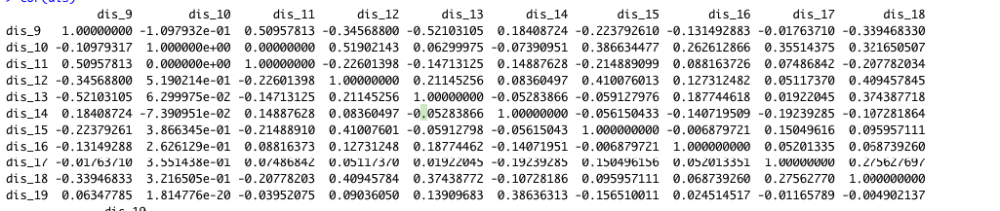 dis_9 dis_10 dis_11 dis_12 dis_13 dis_14 dis_15 dis_16 dis_17 dis_18
dis_9 1.00000000 -1.097932e-01 0.50957813 -0.34568800 -0.52103105 0.18408724 -0.223792610 -0.131492883 -0.01763710 -0.339468330
dis_10 -0.10979317 1.000000e+00 0.00000000 0.51902143 0.06299975 -0.07390951 0.386634477 0.262612866 0.35514375 0.321650507
dis_11 0.50957813 0.000000e+00 1.00000000 -0.22601398 -0.14713125 0.14887628 -0.214889099 0.088163726 0.07486842 -0.207782034
dis_12 -0.34568800 5.190214e-01 -0.22601398 1.00000000 0.21145256 0.08360497 0.410076013 0.127312482 0.05117370 0.409457845
dis_13 -0.52103105 6.299975e-02 -0.14713125 0.21145256 1.00000000 -0.05283866 -0.059127976 0.187744618 0.01922045 0.374387718
dis_14 0.18408724 -7.390951e-02 0.14887628 0.08360497 -0.05283866 1.00000000 -0.056150433 -0.140719509 -0.19239285 -0.107281864
dis_15 -0.22379261 3.866345e-01 -0.21488910 0.41007601 -0.05912798 -0.05615043 1.000000000 -0.006879721 0.15049616 0.095957111
dis_16 -0.13149288 2.626129e-01 0.08816373 0.12731248 0.18774462 -0.14071951 -0.006879721 1.000000000 0.05201335 0.068739260
dis_17 -0.01763710 3.551438e-01 0.07486842 0.05117370 0.01922045 -0.19239285 0.150496156 0.052013351 1.00000000 0.275627697
dis_18 -0.33946833 3.216505e-01 -0.20778203 0.40945784 0.37438772 -0.10728186 0.095957111 0.068739260 0.27562770 1.000000000
dis_19 0.06347785 1.814776e-20 -0.03952075 0.09036050 0.13909683 0.38636313 -0.156510011 0.024514517 -0.01165789 -0.004902137